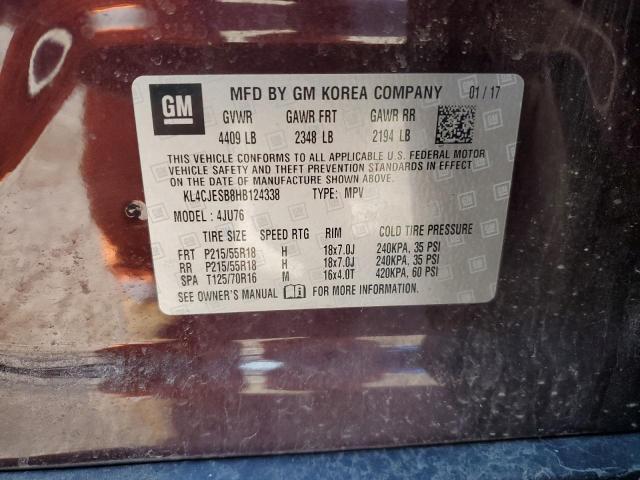 GM
MFD BY GM KOREA COMPANY 01 / 17
GVWR GAWR FRT GAWR RR
4409 LB 2348 LB 2194 LB
THIS VEHICLE CONFORMS TO ALL APPLICABLE U.S. FEDERAL MOTOR
VEHICLE SAFETY AND THEFT PREVENTION STANDARDS IN EFFECT ON THE
DATE OF MANUFACTURE SHOWN ABOVE.
KL4CJESB8HB124338 TYPE: MPV
MODEL : 4JU76
TIRE SIZE SPEED RTG RIM COLD TIRE PRESSURE
FRT P215/55R18 H 18x7.0J 240KPA, 35 PSI
RR P215/55R18 H 18x7.0J 240KPA, 35 PSI
SPA T125/70R16 M 16x4.0T 420KPA, 60 PSI
SEE OWNER'S MANUAL FOR MORE INFORMATION.